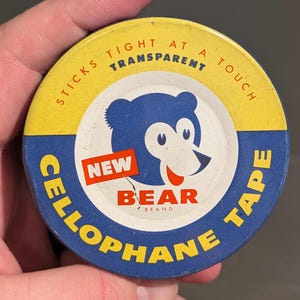 STICKS TIGHT AT A TOUCH
TRANSPARENT
NEW
BEAR
BRAND
CELLOPHANE TAPE